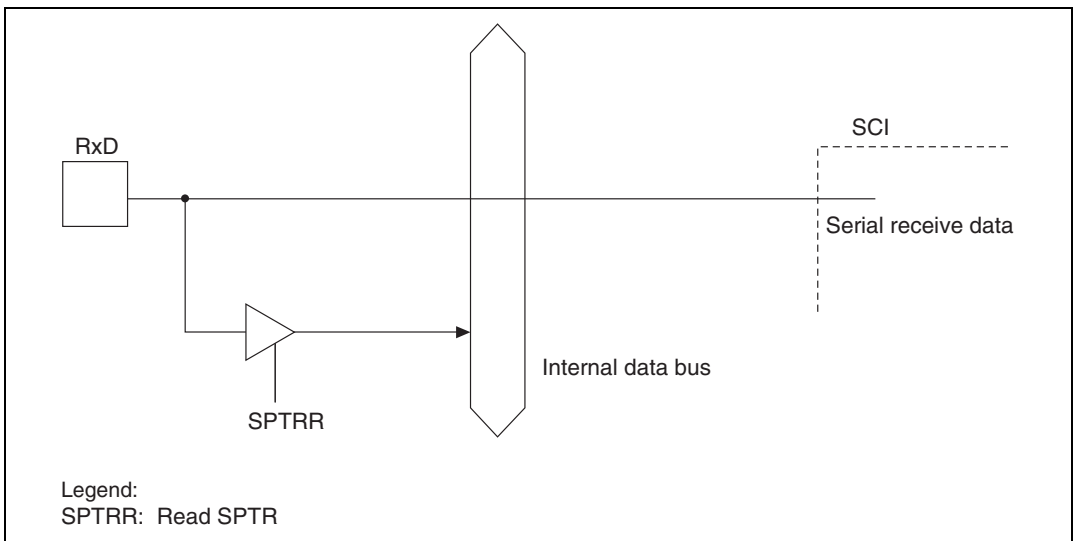 SCI
RxD
Serial receive data
Internal data bus
SPTRR
Legend:
SPTRR: Read SPTR